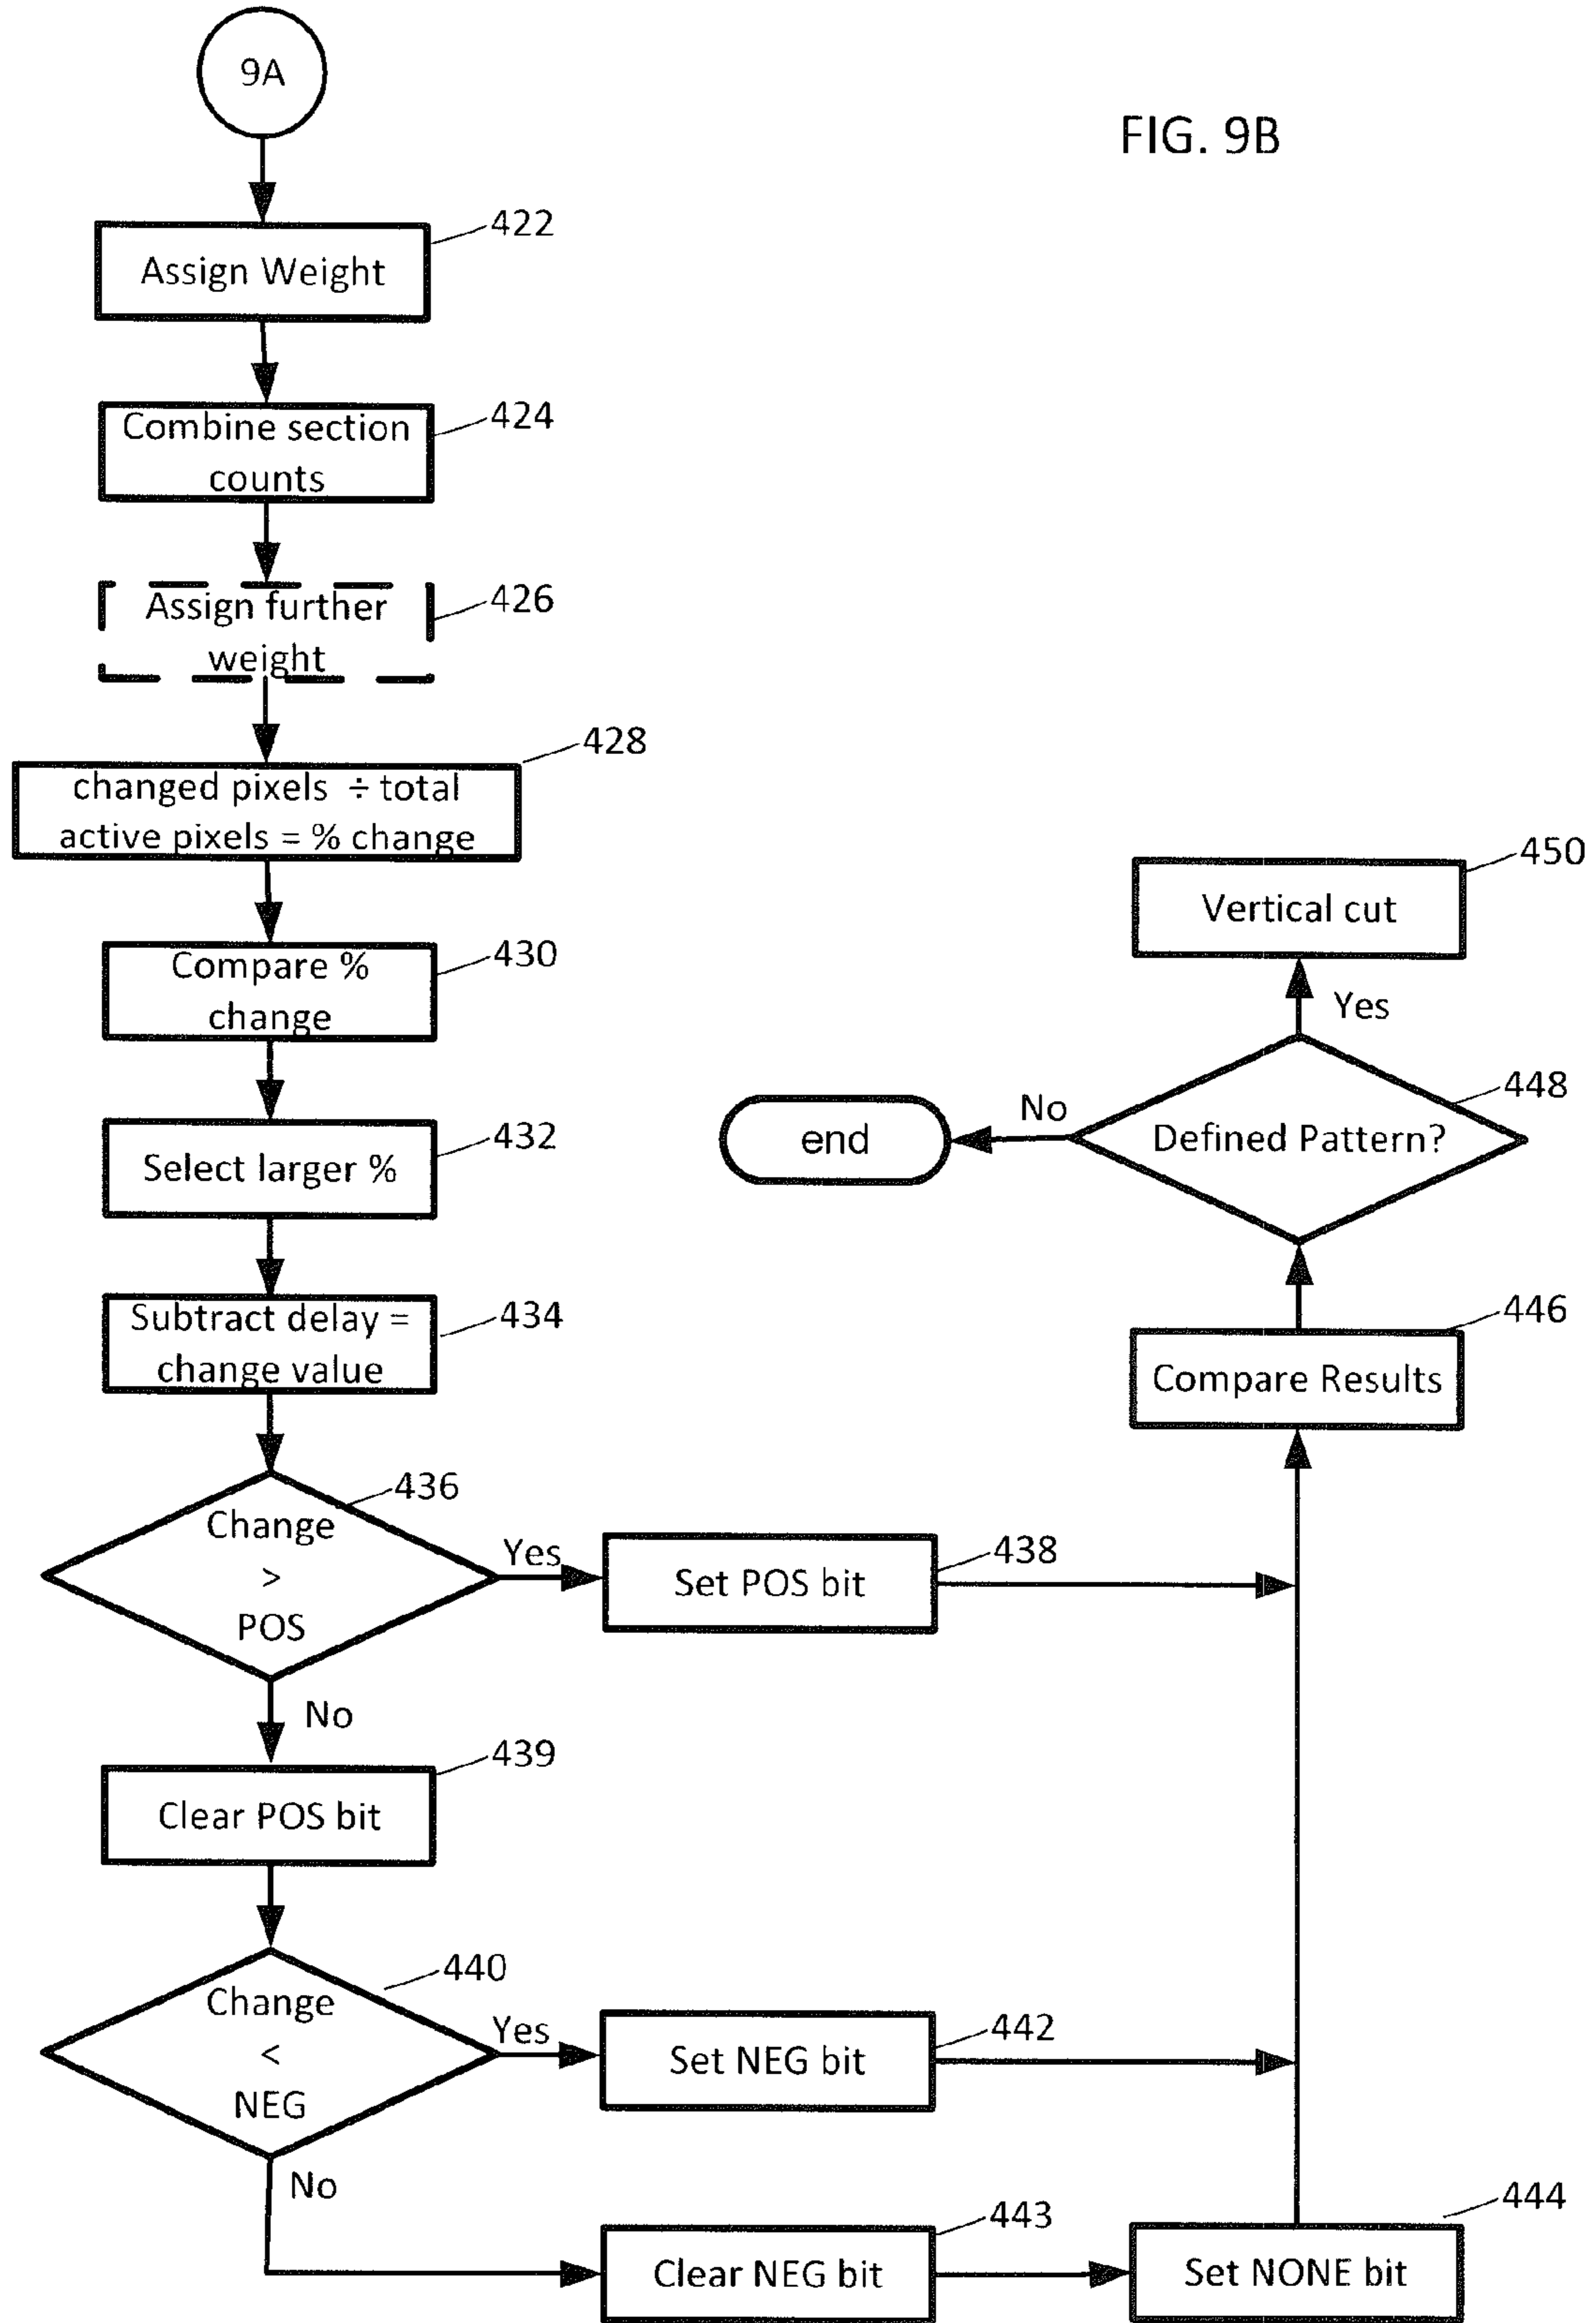 9A
FIG. 9B
422
Assign Weight
424
Combine section
counts
426
Assign further
weight
428
changed pixels ÷ total
active pixels = % change
430
Compare %
change
432
Select larger %
434
Subtract delay =
change value
436
Change
>
POS
Yes
438
Set POS bit
No
439
Clear POS bit
440
Change
<
NEG
Yes
442
Set NEG bit
No
443
Clear NEG bit
444
Set NONE bit
446
Compare Results
448
Defined Pattern?
No
end
Yes
450
Vertical cut